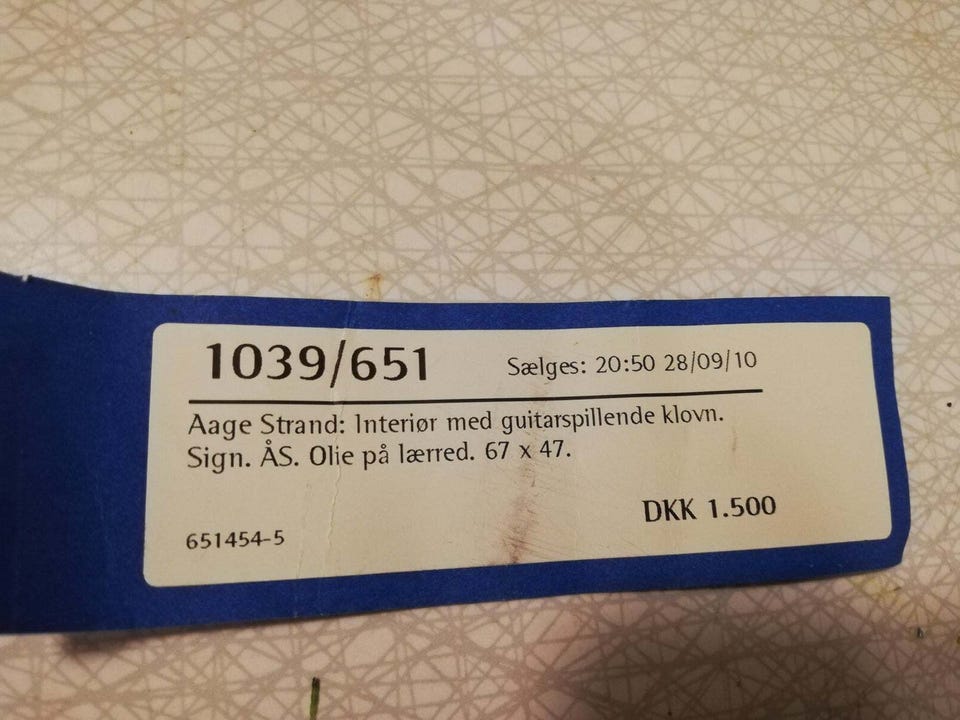 1039/651 Sælges: 20:50 28/09/10
Aage Strand: Interiør med guitarspillende klovn.
Sign. ÅS. Olie på lærred. 67 x 47.
DKK 1.500
651454-5